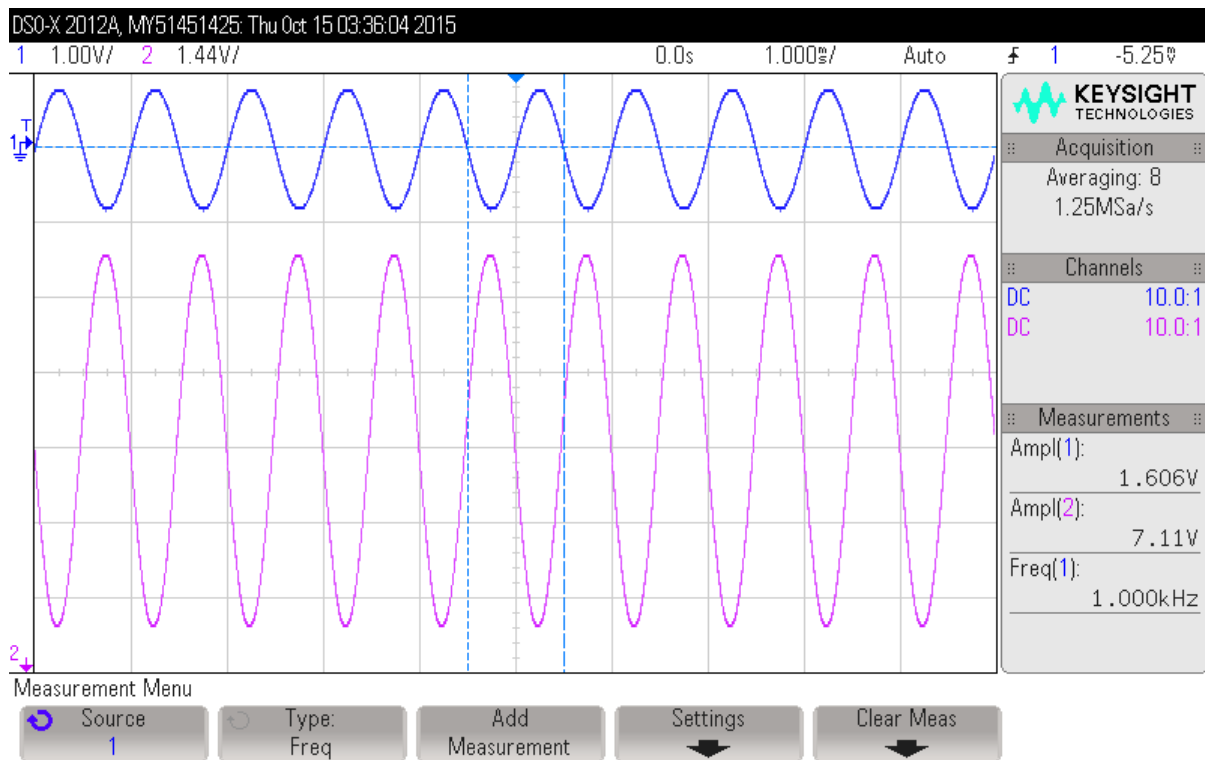 DSO-X 2012A, MY51451425: Thu Oct 15 03:36:04 2015
1 1.00V/ 2 1.44V/ 0.0s 1.000ms/ Auto 1 -5.25V
T
1
2
KEYSIGHT
TECHNOLOGIES
Acquisition
Averaging: 8
1.25MSa/s
Channels
DC 10.0:1
DC 10.0:1
Measurements
Ampl(1):
1.606V
Ampl(2):
7.11V
Freq(1):
1.000kHz
Measurement Menu
Source
1
Type:
Freq
Add
Measurement
Settings
Clear Meas